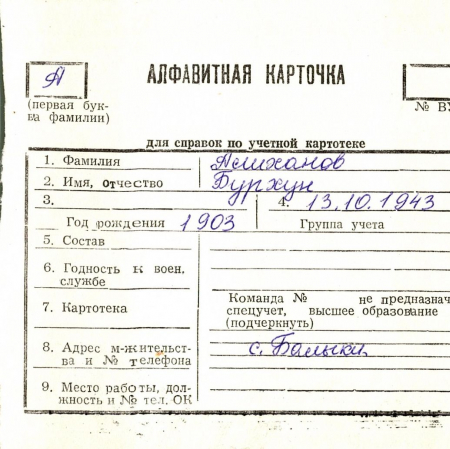 А
АЛФАВИТНАЯ КАРТОЧКА
(первая бук-
ва фамилии)
№ ВУ
для справок по учетной картотеке
1. Фамилия Алиханов
2. Имя, отчество Бурхун
3. 4. 13.10.1943
Год рождения 1903 Группа учета
5. Состав
6. Годность к воен.
службе
7. Картотека
Команда № не предназнач
спецучет, высшее образование
(подчеркнуть)
8. Адрес м-жительст-
ва и № телефона
с. Балыкл
9. Место работы, дол-
жность и № тел. ОК